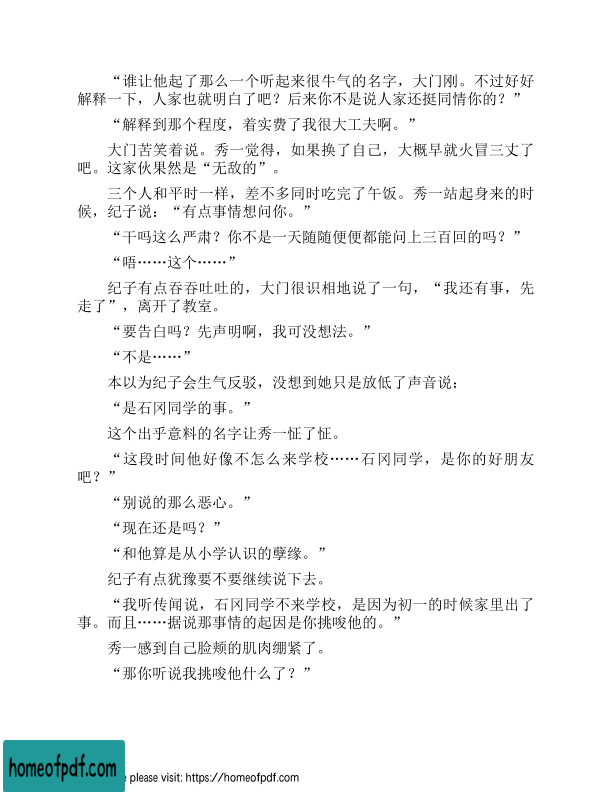 “谁让他起了那么一个听起来很牛气的名字，大门刚。不过好好
解释一下，人家也就明白了吧？后来你不是说人家还挺同情你的？”
“解释到那个程度，着实费了我很大工夫啊。”
大门苦笑着说。秀一觉得，如果换了自己，大概早就火冒三丈了
吧。这家伙果然是“无敌的”。
三个人和平时一样，差不多同时吃完了午饭。秀一站起身来的时
候，纪子说：“有点事情想问你。”
“干吗这么严肃？你不是一天随随便便都能问上三百回的吗？”
“唔……这个……”
纪子有点吞吞吐吐的，大门很识相地说了一句，“我还有事，先
走了”，离开了教室。
“要告白吗？先声明啊，我可没想法。”
“不是……”
本以为纪子会生气反驳，没想到她只是放低了声音说：
“是石冈同学的事。”
这个出乎意料的名字让秀一怔了怔。
“这段时间他好像不怎么来学校……石冈同学，是你的好朋友
吧？”
“别说的那么恶心。”
“现在还是吗？”
“和他算是从小学认识的孽缘。”
纪子有点犹豫要不要继续说下去。
“我听传闻说，石冈同学不来学校，是因为初一的时候家里出了
事。而且……据说那事情的起因是你挑唆他的。”
秀一感到自己脸颊的肌肉绷紧了。
“那你听说我挑唆他什么了？”
homeofpdf.com
e please visit: https://homeofpdf.com